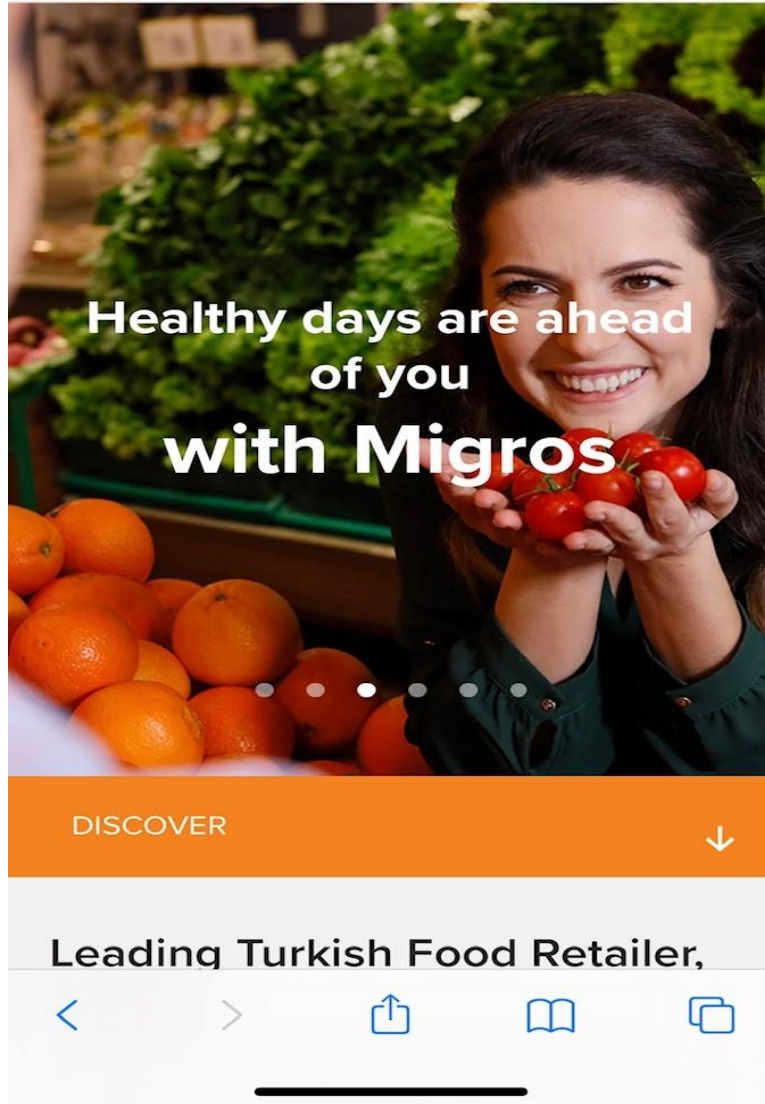 Healthy days are ahead
of you
with Migros
DISCOVER
Leading Turkish Food Retailer,